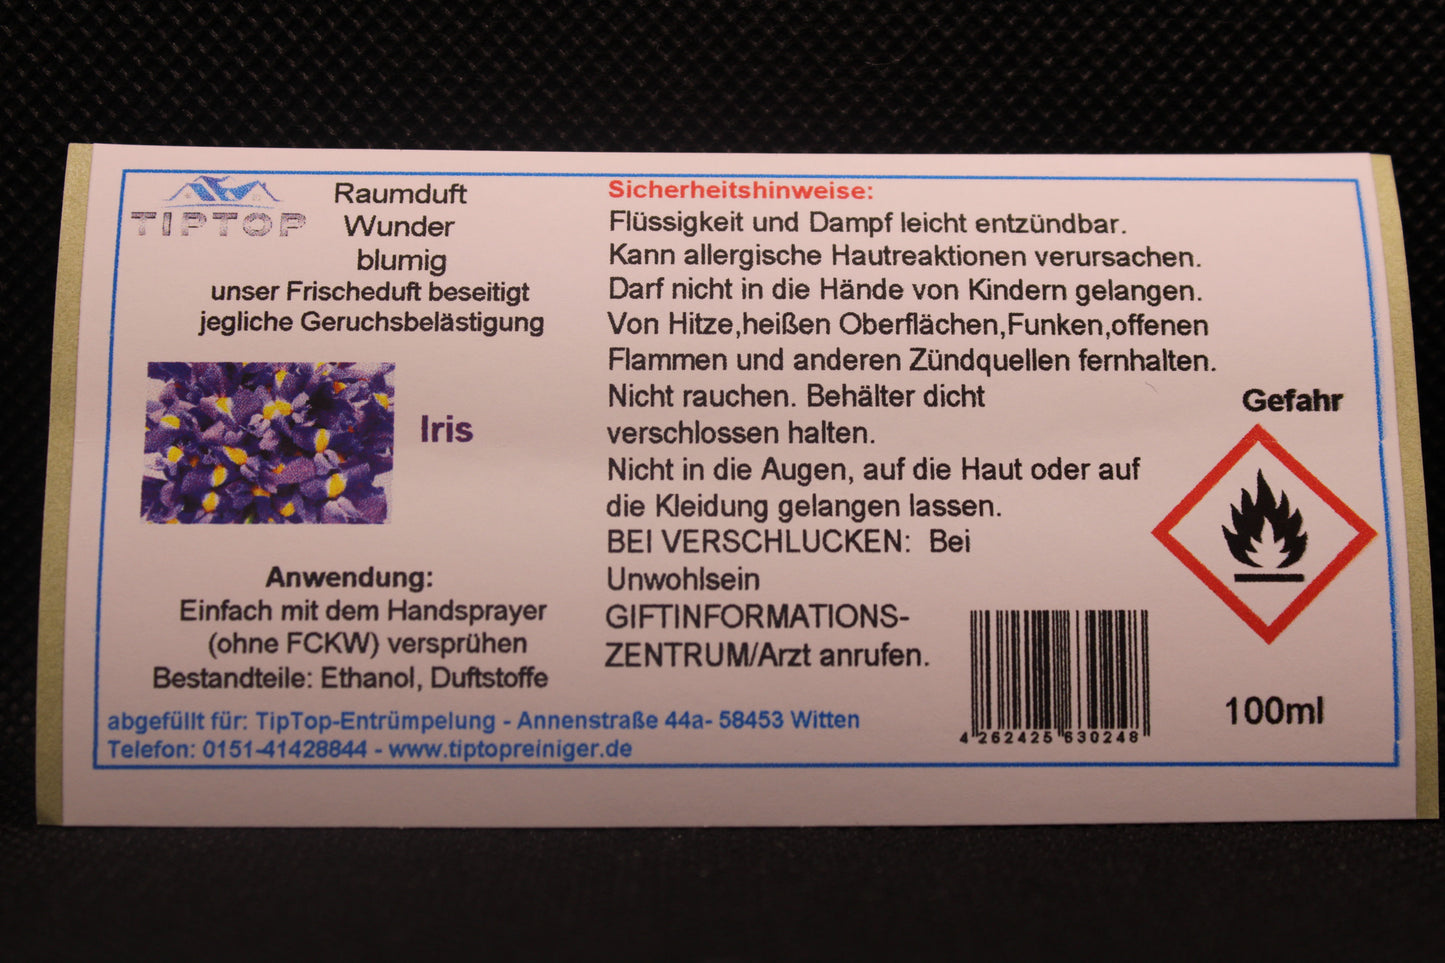 TIPTOP
Raumduft
Wunder
blumig
unser Frischeduft beseitigt
jegliche Geruchsbelästigung
Iris
Anwendung:
Einfach mit dem Handsprayer
(ohne FCKW) versprühen
Bestandteile: Ethanol, Duftstoffe
Sicherheitshinweise:
Flüssigkeit und Dampf leicht entzündbar.
Kann allergische Hautreaktionen verursachen.
Darf nicht in die Hände von Kindern gelangen.
Von Hitze,heißen Oberflächen,Funken,offenen
Flammen und anderen Zündquellen fernhalten.
Nicht rauchen. Behälter dicht
verschlossen halten.
Nicht in die Augen, auf die Haut oder auf
die Kleidung gelangen lassen.
BEI VERSCHLUCKEN: Bei
Unwohlsein
GIFTINFORMATIONS-
ZENTRUM/Arzt anrufen.
Gefahr
100ml
4 262425 630248
abgefüllt für: TipTop-Entrümpelung - Annenstraße 44a- 58453 Witten
Telefon: 0151-41428844 - www.tiptopreiniger.de